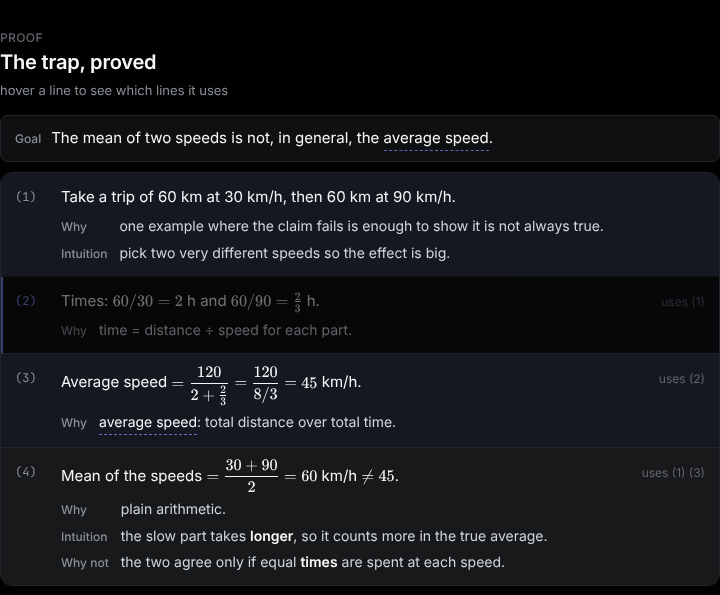 PROOF
The trap, proved
hover a line to see which lines it uses
Goal The mean of two speeds is not, in general, the average speed.
(1) Take a trip of 60 km at 30 km/h, then 60 km at 90 km/h.
Why one example where the claim fails is enough to show it is not always true.
Intuition pick two very different speeds so the effect is big.
(2) Times: 60/30 = 2 h and 60/90 = 2/3 h. uses (1)
Why time = distance ÷ speed for each part.
(3) Average speed = 120/(2 + 2/3) = 120/(8/3) = 45 km/h. uses (2)
Why average speed: total distance over total time.
(4) Mean of the speeds = (30 + 90)/2 = 60 km/h ≠ 45. uses (1) (3)
Why plain arithmetic.
Intuition the slow part takes longer, so it counts more in the true average.
Why not the two agree only if equal times are spent at each speed.